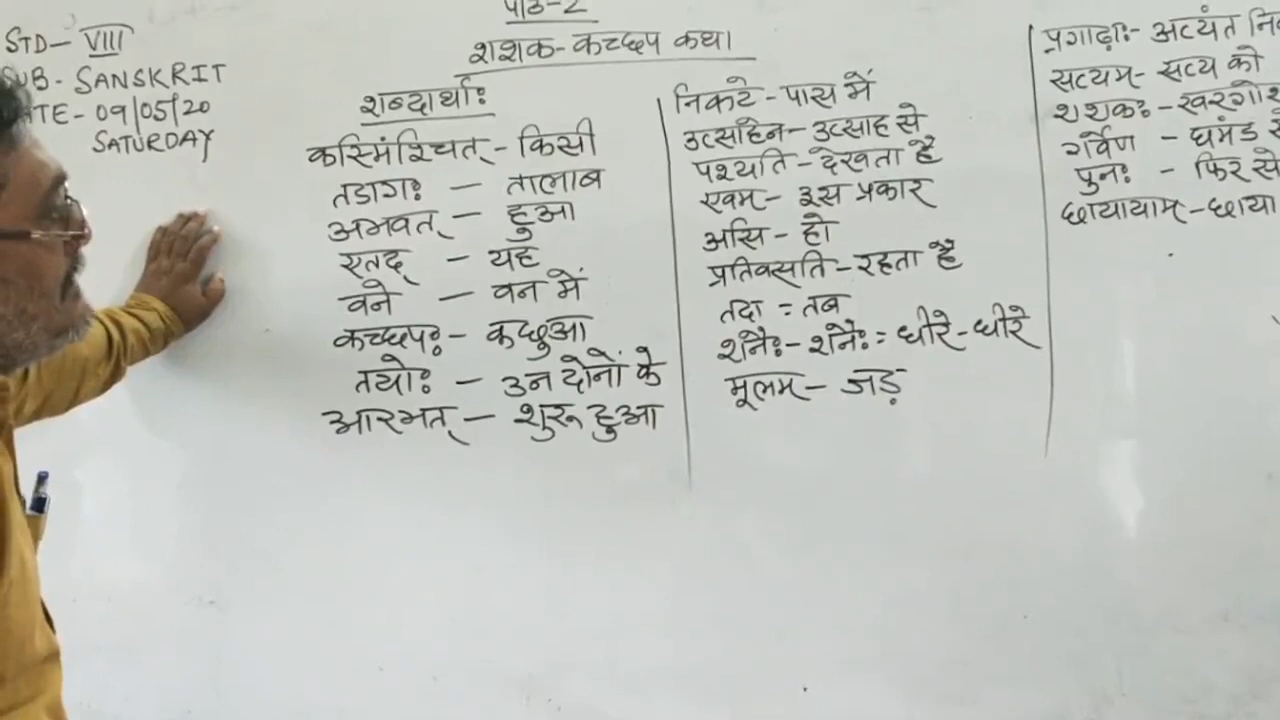 STD- VIII
SUB- SANSKRIT
DATE- 09/05/20
SATURDAY
पाठ-2
शशक-कच्छप कथा
शब्दार्थाः
कस्मिंश्चित् - किसी
तडागः - तालाब
अभवत् - हुआ
एतद् - यह
वने - वन में
कच्छपः - कछुआ
तयोः - उन दोनों के
आरभत् - शुरू हुआ
निकटे - पास में
उत्साहेन - उत्साह से
पश्यति - देखता है
एवम - इस प्रकार
असि - हो
प्रतिवसति - रहता है
तदा = तब
शनैः - शनैः = धीरे-धीरे
मूलम - जड़
प्रगाढ़ाः - अत्यंत
सत्यम - सत्य को
शशकः - खरगोश
गर्वेण - घमंड से
पुनः - फिर से
छायायाम - छाया